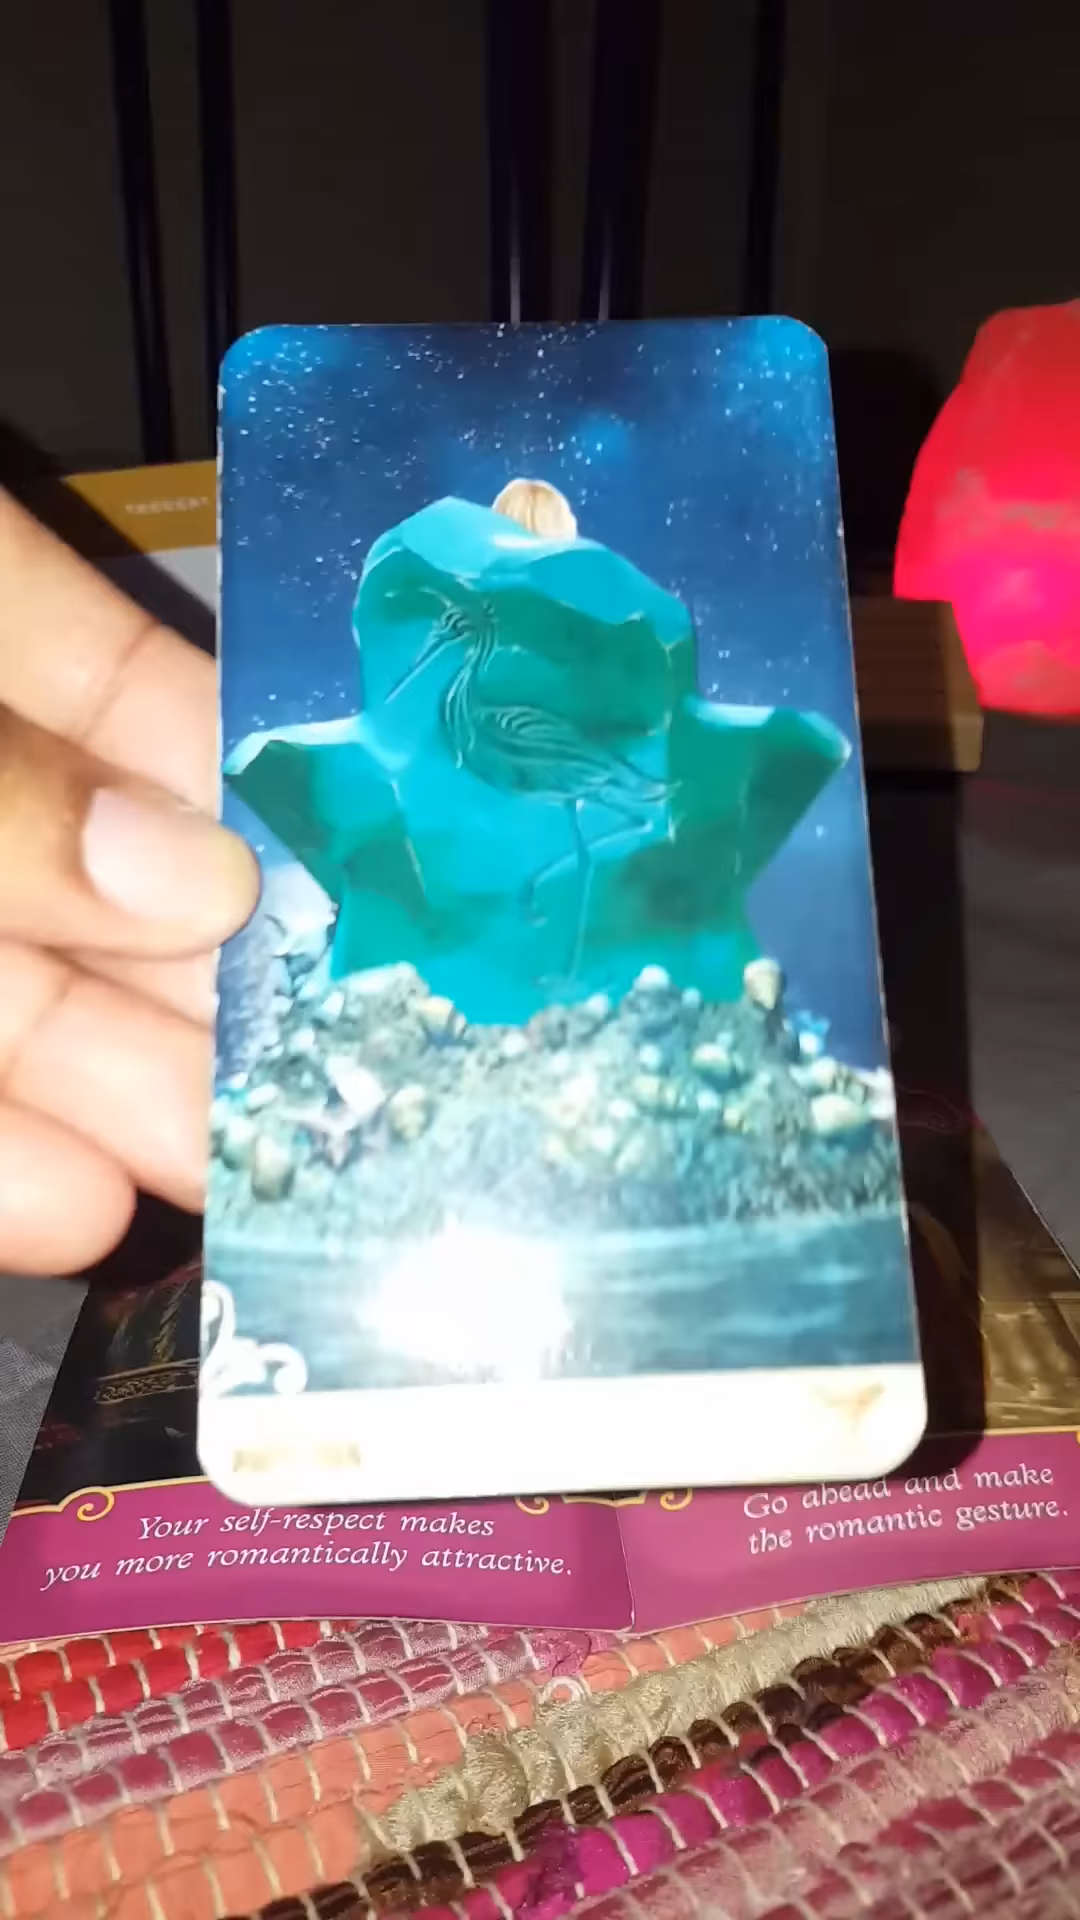 Your self-respect makes
you more romantically attractive.
Go ahead and make
the romantic gesture.